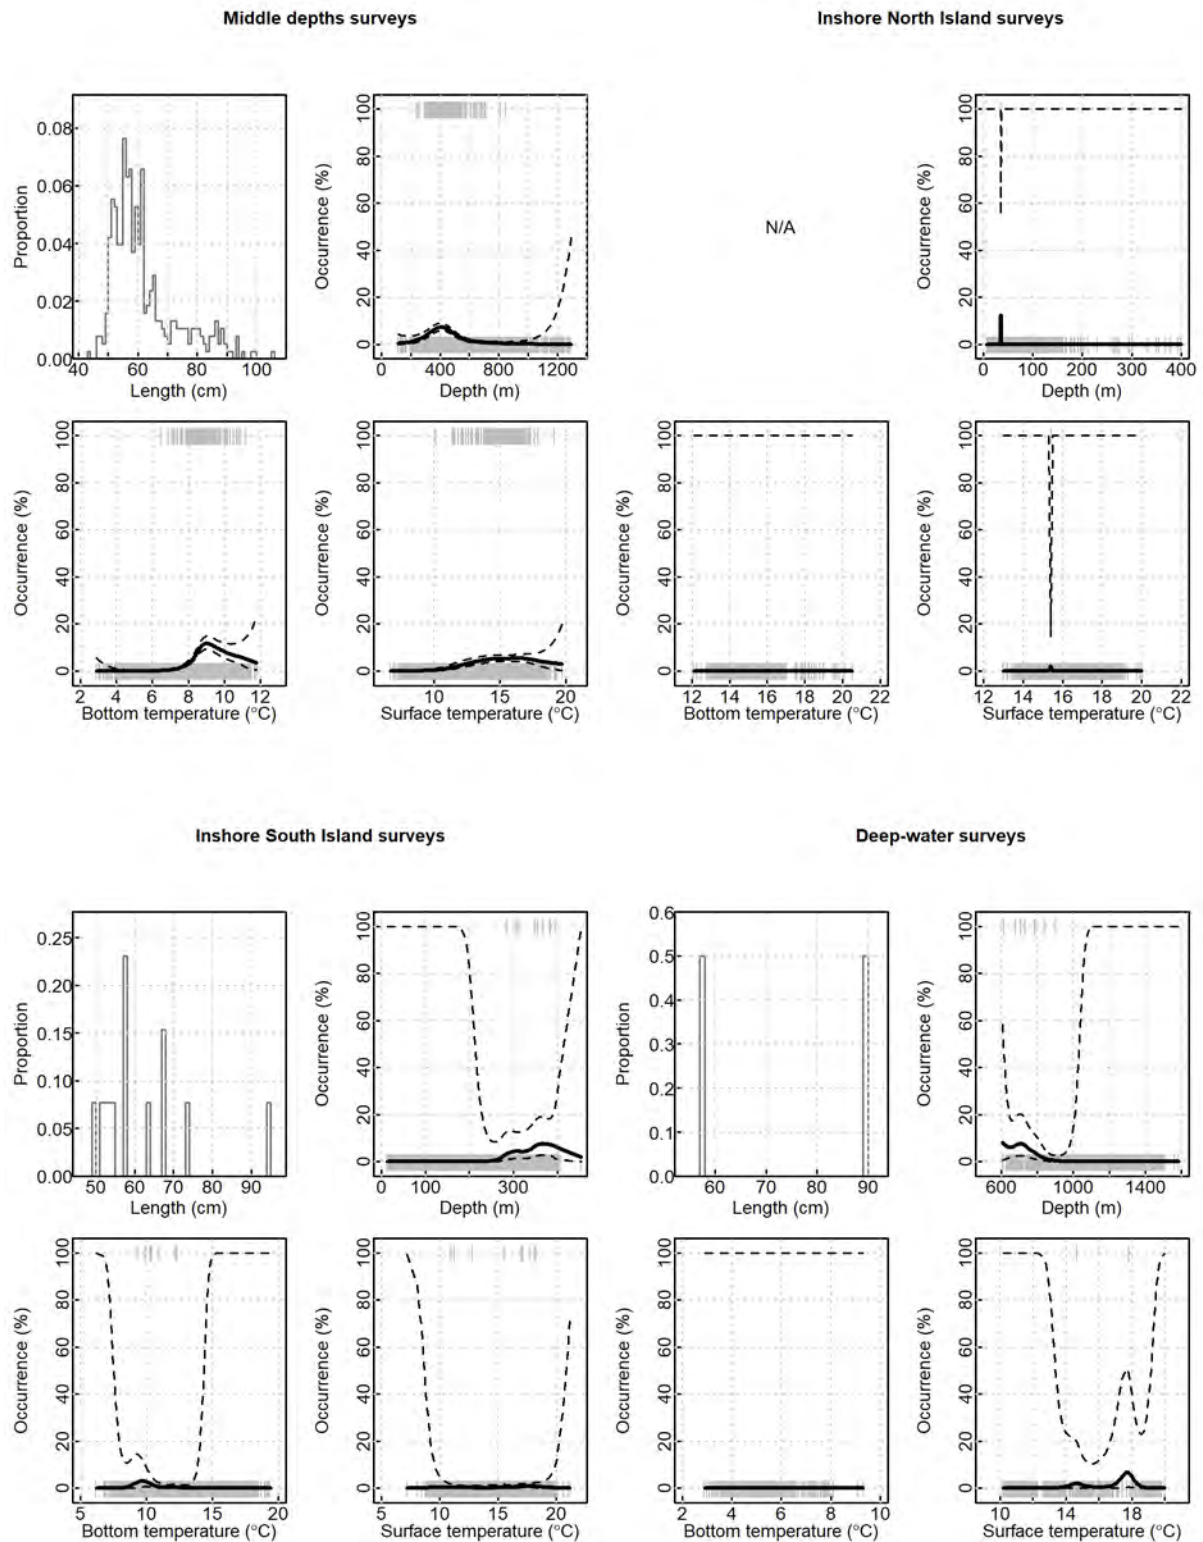 Middle depths surveys
Inshore North Island surveys
Proportion
0.00 0.02 0.04 0.06 0.08
40 60 80 100
Length (cm)
Occurrence (%)
0 20 40 60 80 100
0 400 800 1200
Depth (m)
N/A
Occurrence (%)
0 20 40 60 80 100
0 100 200 300 400
Depth (m)
Occurrence (%)
0 20 40 60 80 100
2 4 6 8 10 12
Bottom temperature (°C)
Occurrence (%)
0 20 40 60 80 100
10 15 20
Surface temperature (°C)
Occurrence (%)
0 20 40 60 80 100
12 14 16 18 20 22
Bottom temperature (°C)
Occurrence (%)
0 20 40 60 80 100
12 14 16 18 20 22
Surface temperature (°C)
Inshore South Island surveys
Deep-water surveys
Proportion
0.00 0.05 0.10 0.15 0.20 0.25
50 60 70 80 90
Length (cm)
Occurrence (%)
0 20 40 60 80 100
0 100 300
Depth (m)
Proportion
0.0 0.1 0.2 0.3 0.4 0.5 0.6
60 70 80 90
Length (cm)
Occurrence (%)
0 20 40 60 80 100
600 1000 1400
Depth (m)
Occurrence (%)
0 20 40 60 80 100
5 10 15 20
Bottom temperature (°C)
Occurrence (%)
0 20 40 60 80 100
5 10 15 20
Surface temperature (°C)
Occurrence (%)
0 20 40 60 80 100
2 4 6 8 10
Bottom temperature (°C)
Occurrence (%)
0 20 40 60 80 100
10 14 18
Surface temperature (°C)